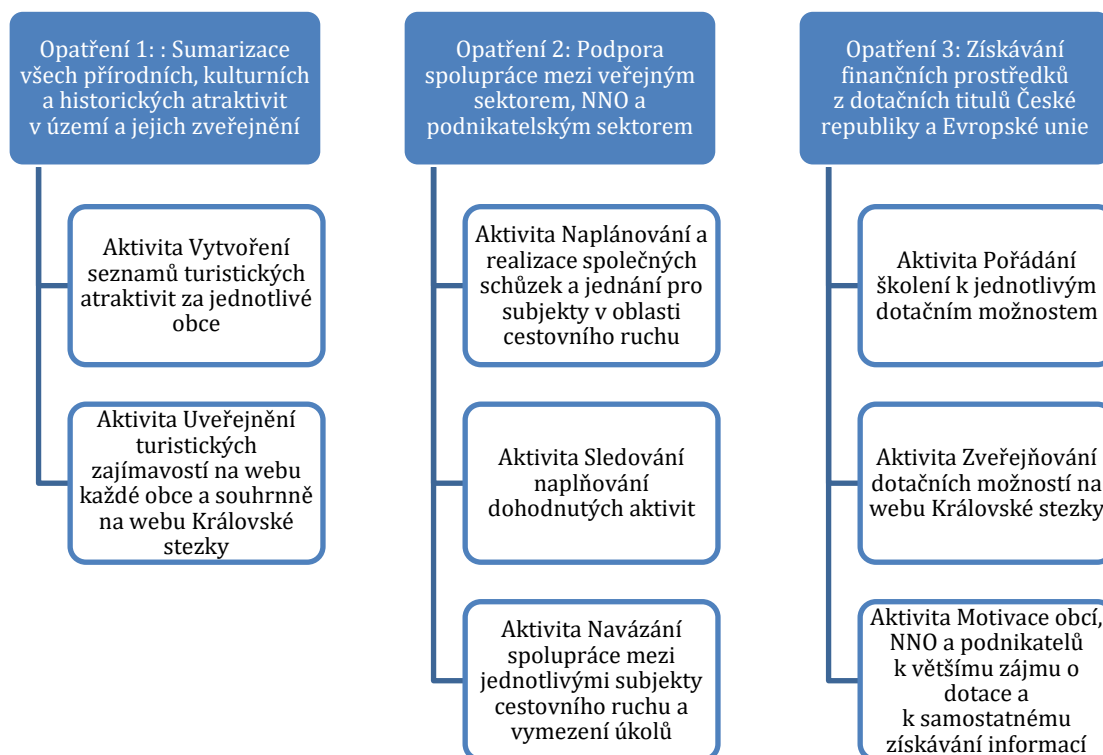 Opatření 1: : Sumarizace
všech přírodních, kulturních
a historických atraktivit
v území a jejich zveřejnění
Aktivita Vytvoření
seznamů turistických
atraktivit za jednotlivé
obce
Aktivita Uveřejnění
turistických
zajímavostí na webu
každé obce a souhrnně
na webu Královské
stezky
Opatření 2: Podpora
spolupráce mezi veřejným
sektorem, NNO a
podnikatelským sektorem
Aktivita Naplánování a
realizace společných
schůzek a jednání pro
subjekty v oblasti
cestovního ruchu
Aktivita Sledování
naplňování
dohodnutých aktivit
Aktivita Navázání
spolupráce mezi
jednotlivými subjekty
cestovního ruchu a
vymezení úkolů
Opatření 3: Získávání
finančních prostředků
z dotačních titulů České
republiky a Evropské unie
Aktivita Pořádání
školení k jednotlivým
dotačním možnostem
Aktivita Zveřejňování
dotačních možností na
webu Královské stezky
Aktivita Motivace obcí,
NNO a podnikatelů
k většímu zájmu o
dotace a
k samostatnému
získávání informací